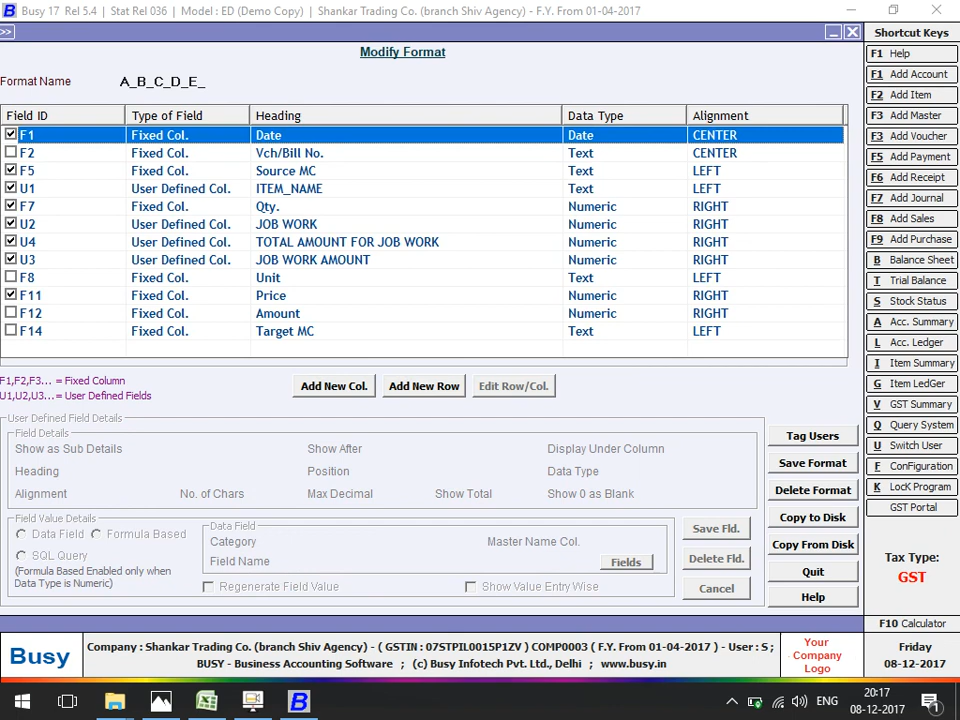 Busy 17 Rel 5.4 | Stat Rel 036 | Model : ED (Demo Copy) | Shankar Trading Co. (branch Shiv Agency) - F.Y. From 01-04-2017
>>
Modify Format
Format Name A_B_C_D_E_
Field ID Type of Field Heading Data Type Alignment
F1 Fixed Col. Date Date CENTER
F2 Fixed Col. Vch/Bill No. Text CENTER
F5 Fixed Col. Source MC Text LEFT
U1 User Defined Col. ITEM_NAME Text LEFT
F7 Fixed Col. Qty. Numeric RIGHT
U2 User Defined Col. JOB WORK Numeric RIGHT
U4 User Defined Col. TOTAL AMOUNT FOR JOB WORK Numeric RIGHT
U3 User Defined Col. JOB WORK AMOUNT Numeric RIGHT
F8 Fixed Col. Unit Text LEFT
F11 Fixed Col. Price Numeric RIGHT
F12 Fixed Col. Amount Numeric RIGHT
F14 Fixed Col. Target MC Text LEFT
F1,F2,F3... = Fixed Column
U1,U2,U3... = User Defined Fields
Add New Col. Add New Row Edit Row/Col.
User Defined Field Details
Field Details
Show as Sub Details Show After Display Under Column
Heading Position Data Type
Alignment No. of Chars Max Decimal Show Total Show 0 as Blank
Field Value Details
Data Field Formula Based
SQL Query
(Formula Based Enabled only when
Data Type is Numeric)
Data Field
Category Master Name Col.
Field Name Fields
Regenerate Field Value Show Value Entry Wise
Save Fld.
Delete Fld.
Cancel
Tag Users
Save Format
Delete Format
Copy to Disk
Copy From Disk
Quit
Help
Shortcut Keys
F1 Help
F1 Add Account
F2 Add Item
F3 Add Master
F3 Add Voucher
F5 Add Payment
F6 Add Receipt
F7 Add Journal
F8 Add Sales
F9 Add Purchase
B Balance Sheet
T Trial Balance
S Stock Status
A Acc. Summary
L Acc. Ledger
I Item Summary
G Item LedGer
V GST Summary
Q Query System
U Switch User
F ConFiguration
K LocK Program
GST Portal
Tax Type:
GST
F10 Calculator
Busy
Company : Shankar Trading Co. (branch Shiv Agency) - ( GSTIN : 07STPIL0015P1ZV ) COMP0003 ( F.Y. From 01-04-2017 ) - User : S ;
BUSY - Business Accounting Software ; (c) Busy Infotech Pvt. Ltd., Delhi ; www.busy.in
Your
Company
Logo
Friday
08-12-2017
B
ENG
20:17
08-12-2017
1